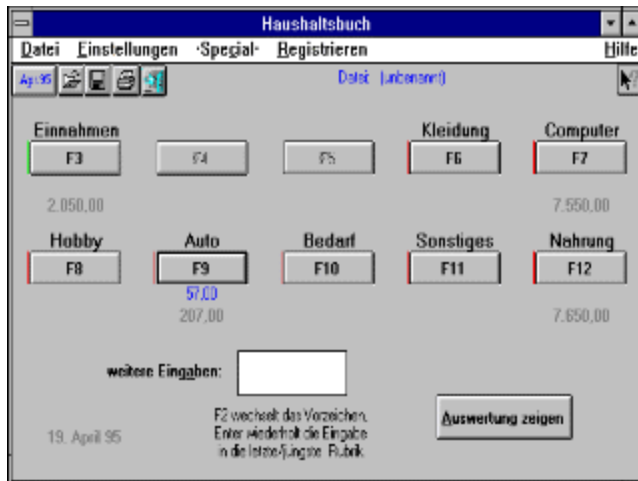 Haushaltsbuch
Datei Einstellungen -Special- Registrieren Hilfe
Apr.95 Datei: (unbenannt)
Einnahmen Kleidung Computer
F3 F4 F5 F6 F7
2.050,00 7.550,00
Hobby Auto Bedarf Sonstiges Nahrung
F8 F9 F10 F11 F12
57,00
207,00 7.650,00
weitere Eingaben:
F2 wechselt das Vorzeichen.
Enter wiederholt die Eingabe
in die letzte/jüngste Rubrik.
Auswertung zeigen
19. April 95